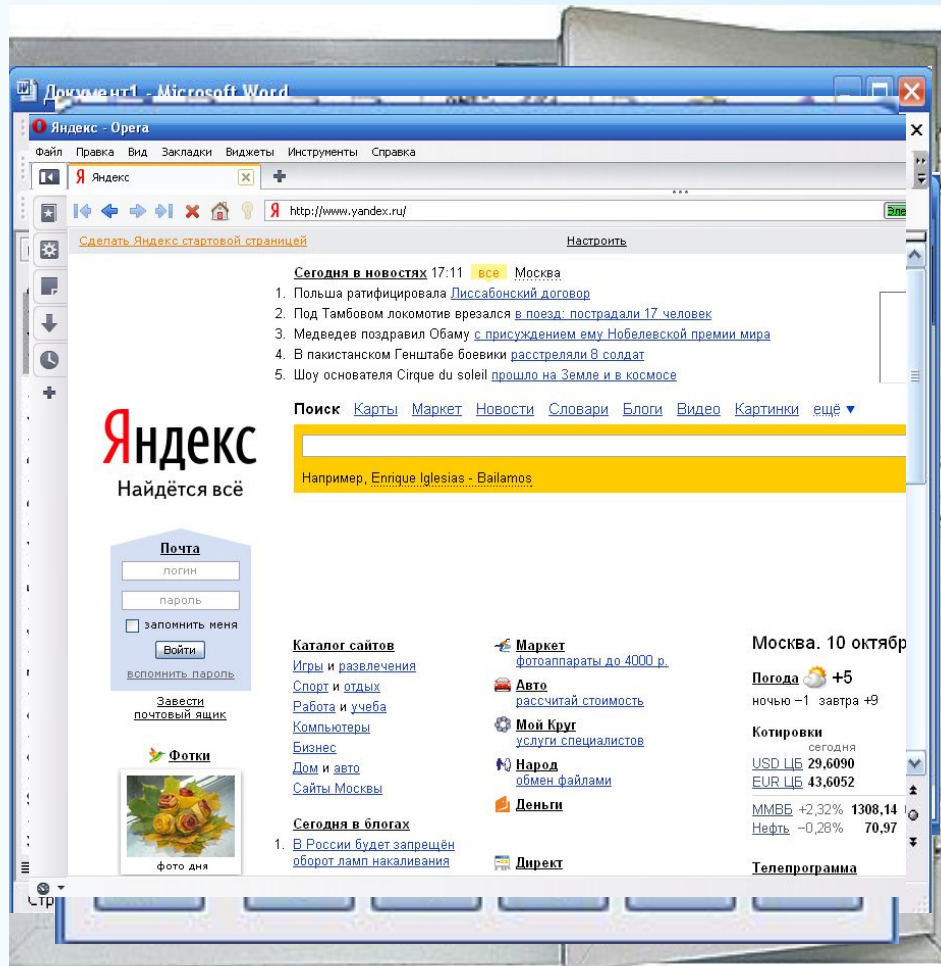 Документ1 - Microsoft Word
Яндекс - Opera
Файл Правка Вид Закладки Виджеты Инструменты Справка
Яндекс
http://www.yandex.ru/
Сделать Яндекс стартовой страницей Настроить
Сегодня в новостях 17:11 все Москва
1. Польша ратифицировала Лиссабонский договор
2. Под Тамбовом локомотив врезался в поезд: пострадали 17 человек
3. Медведев поздравил Обаму с присуждением ему Нобелевской премии мира
4. В пакистанском Генштабе боевики расстреляли 8 солдат
5. Шоу основателя Cirque du soleil прошло на Земле и в космосе
Поиск Карты Маркет Новости Словари Блоги Видео Картинки ещё ▼
Яндекс
Найдётся всё
Например, Enrique Iglesias - Bailamos
Почта
логин
пароль
запомнить меня
Войти
вспомнить пароль
Завести
почтовый ящик
Фотки
фото дня
Каталог сайтов
Игры и развлечения
Спорт и отдых
Работа и учеба
Компьютеры
Бизнес
Дом и авто
Сайты Москвы
Сегодня в блогах
1. В России будет запрещён
оборот ламп накаливания
Маркет
фотоаппараты до 4000 р.
Авто
рассчитай стоимость
Мой Круг
услуги специалистов
Народ
обмен файлами
Деньги
Директ
Москва. 10 октябр
Погода +5
ночью −1 завтра +9
Котировки
сегодня
USD ЦБ 29,6090
EUR ЦБ 43,6052
ММВБ +2,32% 1308,14
Нефть −0,28% 70,97
Телепрограмма
Стр